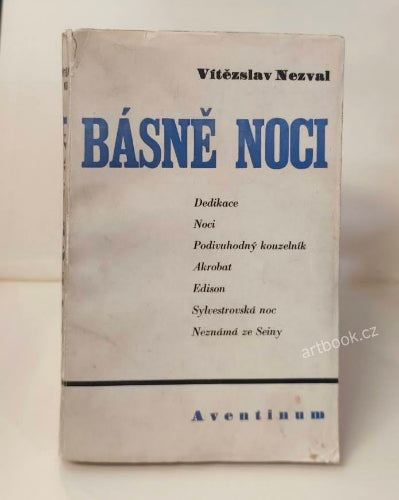 Vítězslav Nezval
BÁSNĚ NOCI
Dedikace
Noci
Podivuhodný kouzelník
Akrobat
Edison
Sylvestrovská noc
Neznámá ze Seiny
artbook.cz
Aventinum